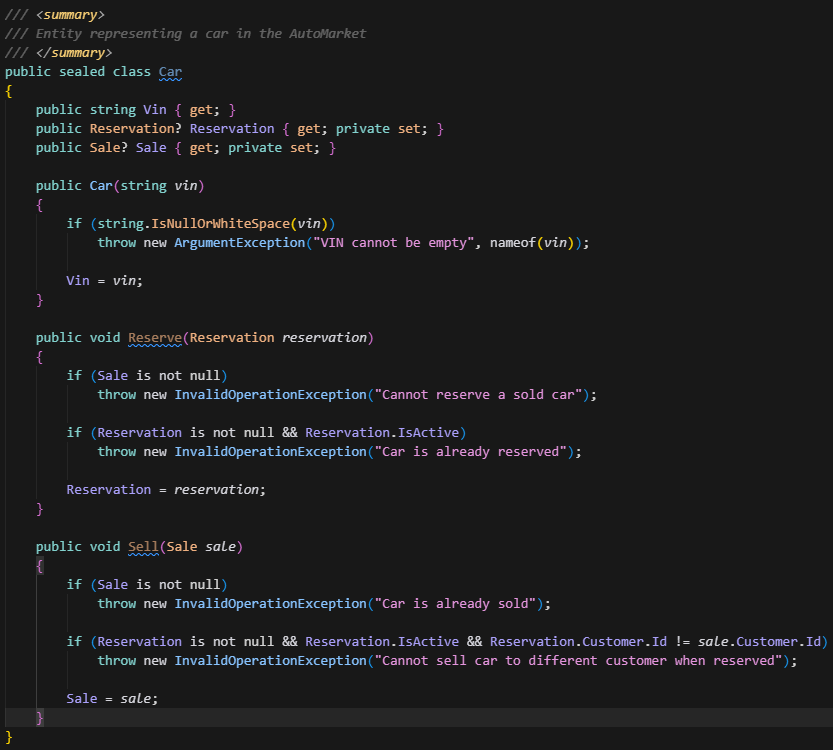 /// <summary>
/// Entity representing a car in the AutoMarket
/// </summary>
public sealed class Car
{
    public string Vin { get; }
    public Reservation? Reservation { get; private set; }
    public Sale? Sale { get; private set; }

    public Car(string vin)
    {
        if (string.IsNullOrWhiteSpace(vin))
            throw new ArgumentException("VIN cannot be empty", nameof(vin));

        Vin = vin;
    }

    public void Reserve(Reservation reservation)
    {
        if (Sale is not null)
            throw new InvalidOperationException("Cannot reserve a sold car");

        if (Reservation is not null && Reservation.IsActive)
            throw new InvalidOperationException("Car is already reserved");

        Reservation = reservation;
    }

    public void Sell(Sale sale)
    {
        if (Sale is not null)
            throw new InvalidOperationException("Car is already sold");

        if (Reservation is not null && Reservation.IsActive && Reservation.Customer.Id != sale.Customer.Id)
            throw new InvalidOperationException("Cannot sell car to different customer when reserved");

        Sale = sale;
    }
}